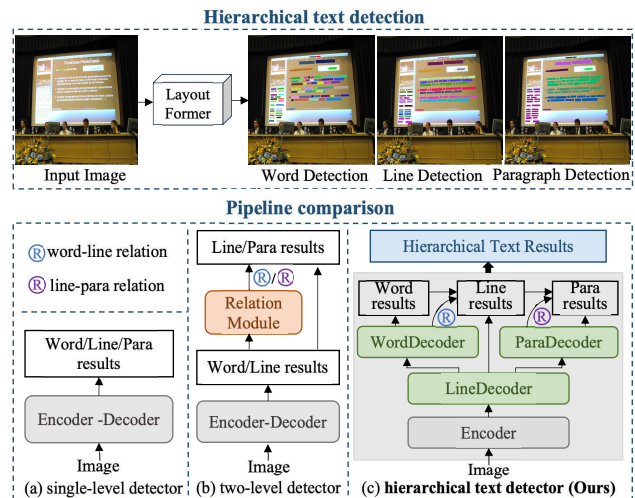 Hierarchical text detection
Layout
Former
Input Image
Word Detection
Line Detection
Paragraph Detection
Pipeline comparison
R word-line relation
R line-para relation
Word/Line/Para
results
Encoder -Decoder
Image
(a) single-level detector
Line/Para results
R/R
Relation
Module
Word/Line results
Encoder-Decoder
Image
(b) two-level detector
Hierarchical Text Results
Word
results
Line
results
Para
results
R
R
WordDecoder
ParaDecoder
LineDecoder
Encoder
Image
(c) hierarchical text detector (Ours)